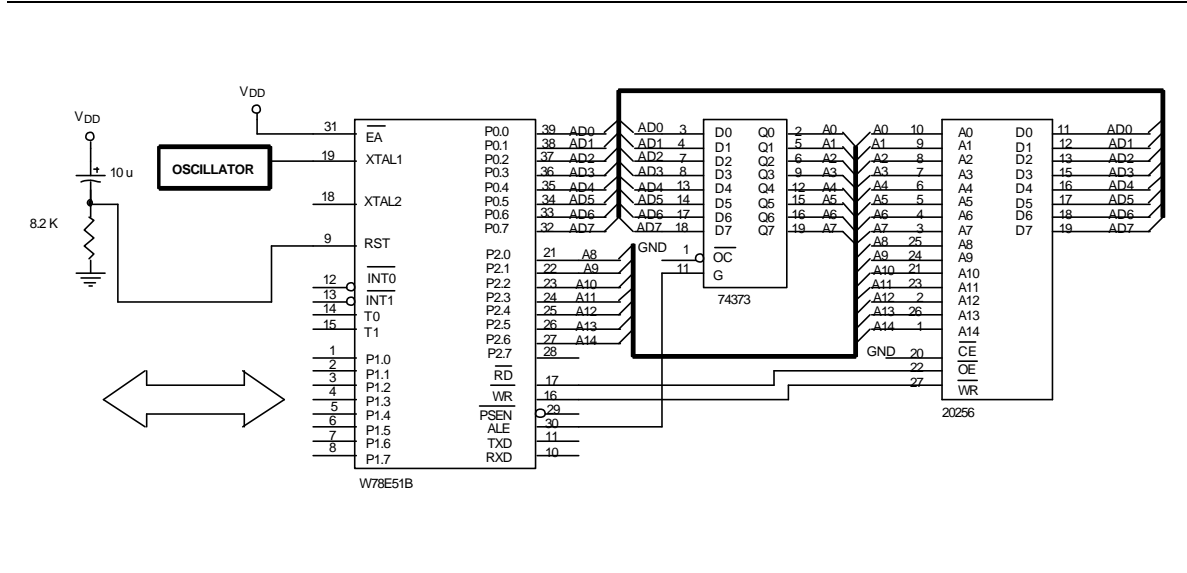 VDD
10 u
8.2 K
VDD
OSCILLATOR
31 EA
19 XTAL1
18 XTAL2
9 RST
12 INT0
13 INT1
14 T0
15 T1
1 P1.0
2 P1.1
3 P1.2
4 P1.3
5 P1.4
6 P1.5
7 P1.6
8 P1.7
P0.0 39 AD0
P0.1 38 AD1
P0.2 37 AD2
P0.3 36 AD3
P0.4 35 AD4
P0.5 34 AD5
P0.6 33 AD6
P0.7 32 AD7
P2.0 21 A8
P2.1 22 A9
P2.2 23 A10
P2.3 24 A11
P2.4 25 A12
P2.5 26 A13
P2.6 27 A14
P2.7 28
RD 17
WR 16
PSEN 29
ALE 30
TXD 11
RXD 10
W78E51B
AD0 3 D0 Q0 2 A0
AD1 4 D1 Q1 5 A1
AD2 7 D2 Q2 6 A2
AD3 8 D3 Q3 9 A3
AD4 13 D4 Q4 12 A4
AD5 14 D5 Q5 15 A5
AD6 17 D6 Q6 16 A6
AD7 18 D7 Q7 19 A7
GND 1 OC
11 G
74373
A0 10 A0 D0 11 AD0
A1 9 A1 D1 12 AD1
A2 8 A2 D2 13 AD2
A3 7 A3 D3 15 AD3
A4 6 A4 D4 16 AD4
A5 5 A5 D5 17 AD5
A6 4 A6 D6 18 AD6
A7 3 A7 D7 19 AD7
A8 25 A8
A9 24 A9
A10 21 A10
A11 23 A11
A12 2 A12
A13 26 A13
A14 1 A14
GND 20 CE
22 OE
27 WR
20256